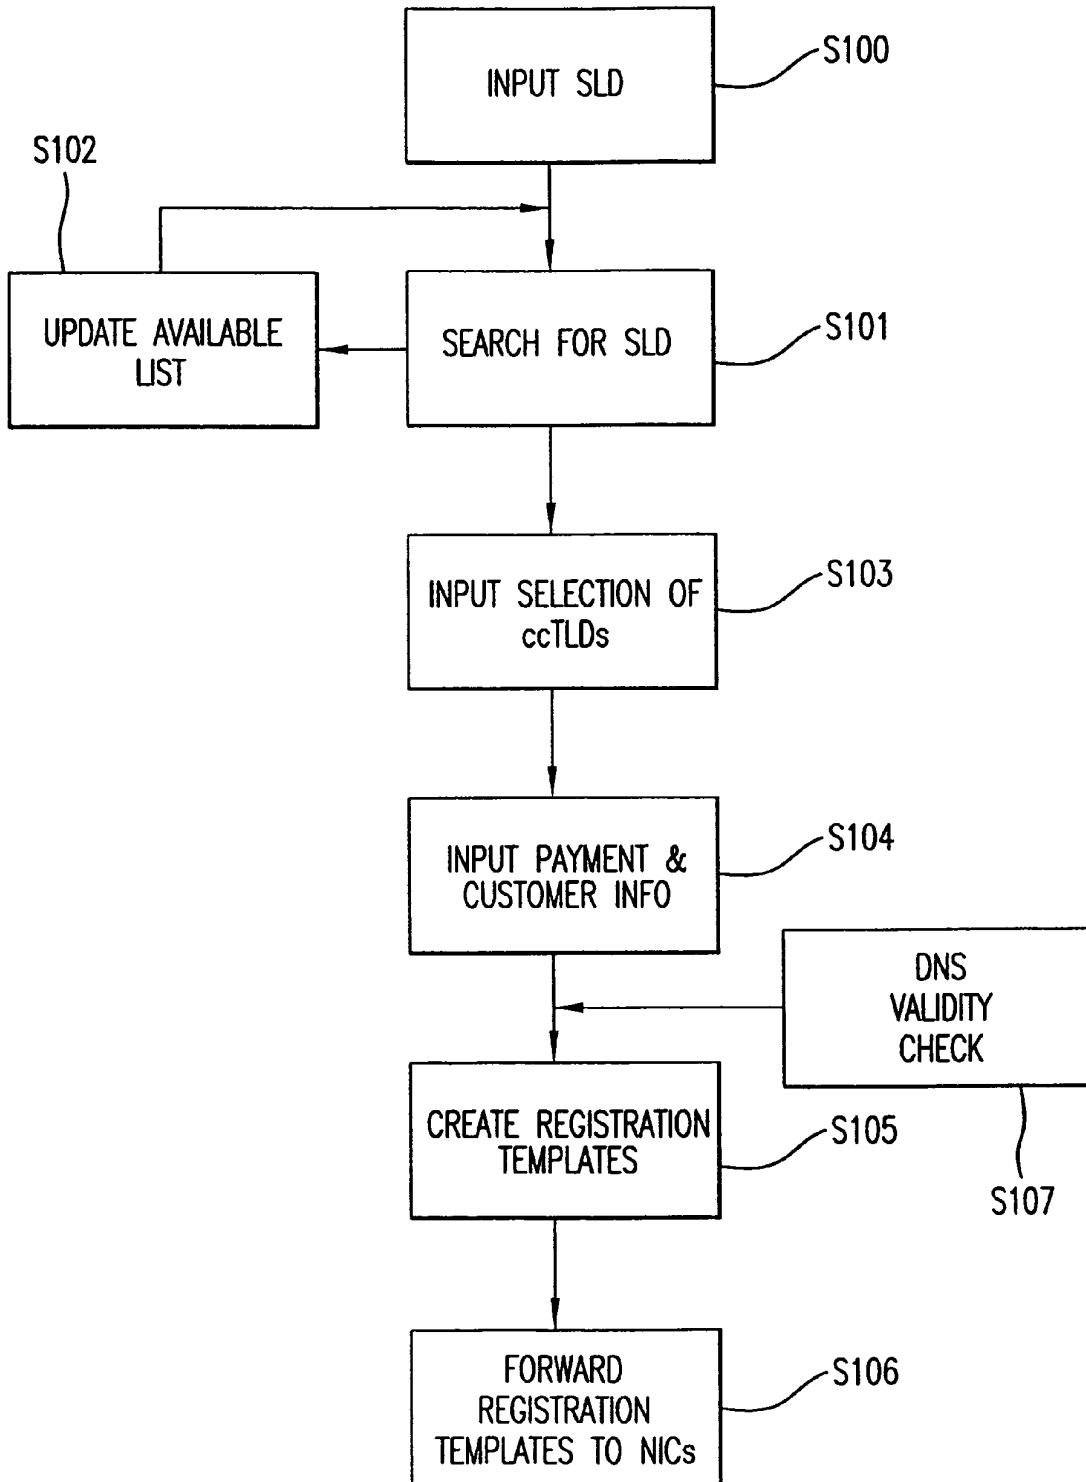 INPUT SLD
S100
S102
UPDATE AVAILABLE
LIST
SEARCH FOR SLD
S101
INPUT SELECTION OF
ccTLDs
S103
INPUT PAYMENT &
CUSTOMER INFO
S104
DNS
VALIDITY
CHECK
S107
CREATE REGISTRATION
TEMPLATES
S105
FORWARD
REGISTRATION
TEMPLATES TO NICs
S106